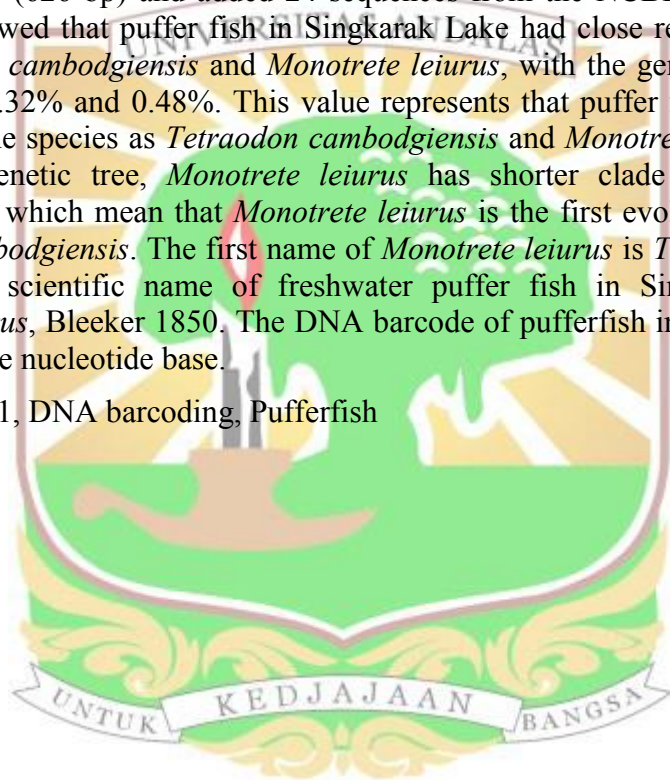 (620 bp) and added 24 sequences from the NCBI
UNIVERSITAS ANDALAS
wed that puffer fish in Singkarak Lake had close re
cambodgiensis and Monotrete leiurus, with the ge
.32% and 0.48%. This value represents that puffer
e species as Tetraodon cambodgiensis and Monotre
enetic tree, Monotrete leiurus has shorter clade
which mean that Monotrete leiurus is the first evo
bodgiensis. The first name of Monotrete leiurus is T
scientific name of freshwater puffer fish in Sin
us, Bleeker 1850. The DNA barcode of pufferfish in
e nucleotide base.
1, DNA barcoding, Pufferfish
UNTUK KEDJAJAAN BANGSA